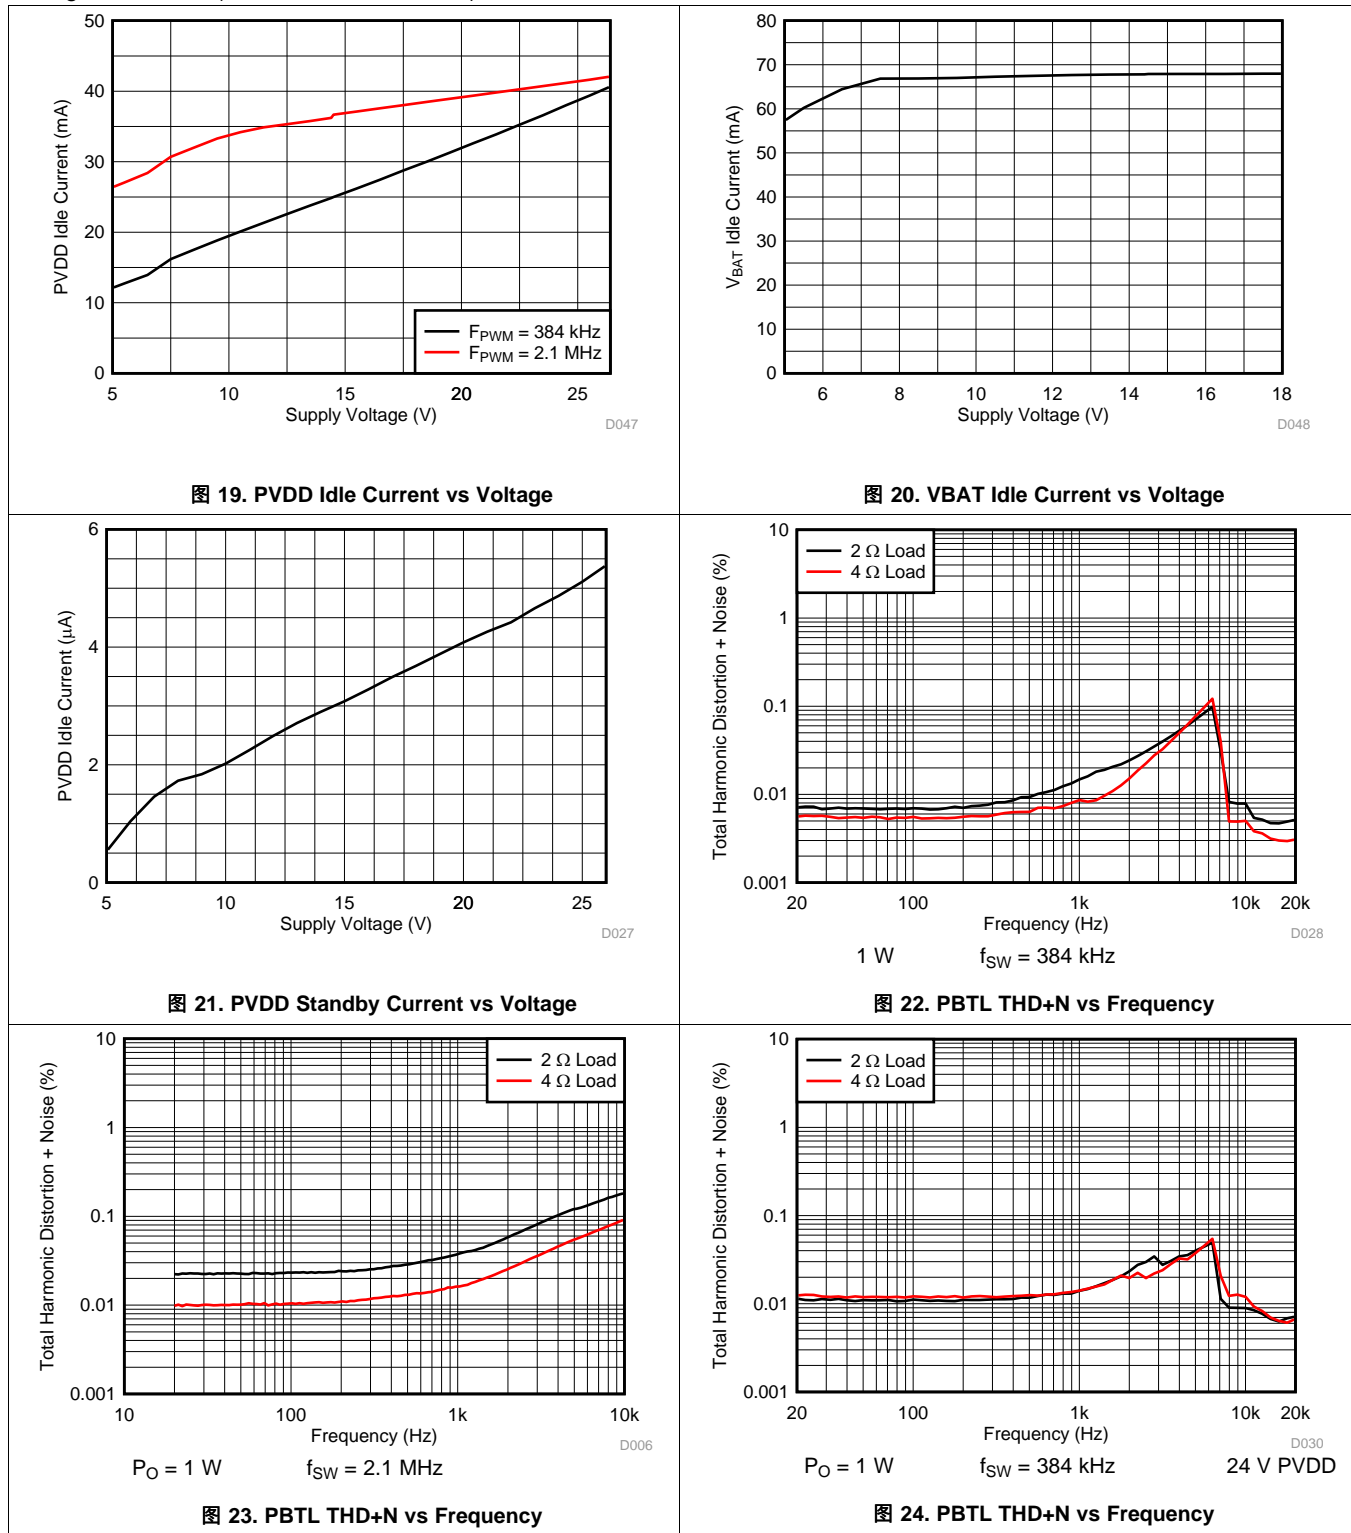 50
40
30
20
10
0
PVDD Idle Current (mA)
F_PWM = 384 kHz
F_PWM = 2.1 MHz
5 10 15 20 25
Supply Voltage (V)
D047
图 19. PVDD Idle Current vs Voltage
80
70
60
50
40
30
20
10
0
V_BAT Idle Current (mA)
6 8 10 12 14 16 18
Supply Voltage (V)
D048
图 20. VBAT Idle Current vs Voltage
6
4
2
0
PVDD Idle Current (μA)
5 10 15 20 25
Supply Voltage (V)
D027
图 21. PVDD Standby Current vs Voltage
10
1
0.1
0.01
0.001
Total Harmonic Distortion + Noise (%)
2 Ω Load
4 Ω Load
20 100 1k 10k 20k
Frequency (Hz)
D028
1 W f_SW = 384 kHz
图 22. PBTL THD+N vs Frequency
10
1
0.1
0.01
0.001
Total Harmonic Distortion + Noise (%)
2 Ω Load
4 Ω Load
10 100 1k 10k
Frequency (Hz)
D006
P_O = 1 W f_SW = 2.1 MHz
图 23. PBTL THD+N vs Frequency
10
1
0.1
0.01
0.001
Total Harmonic Distortion + Noise (%)
2 Ω Load
4 Ω Load
20 100 1k 10k 20k
Frequency (Hz)
D030
P_O = 1 W f_SW = 384 kHz 24 V PVDD
图 24. PBTL THD+N vs Frequency